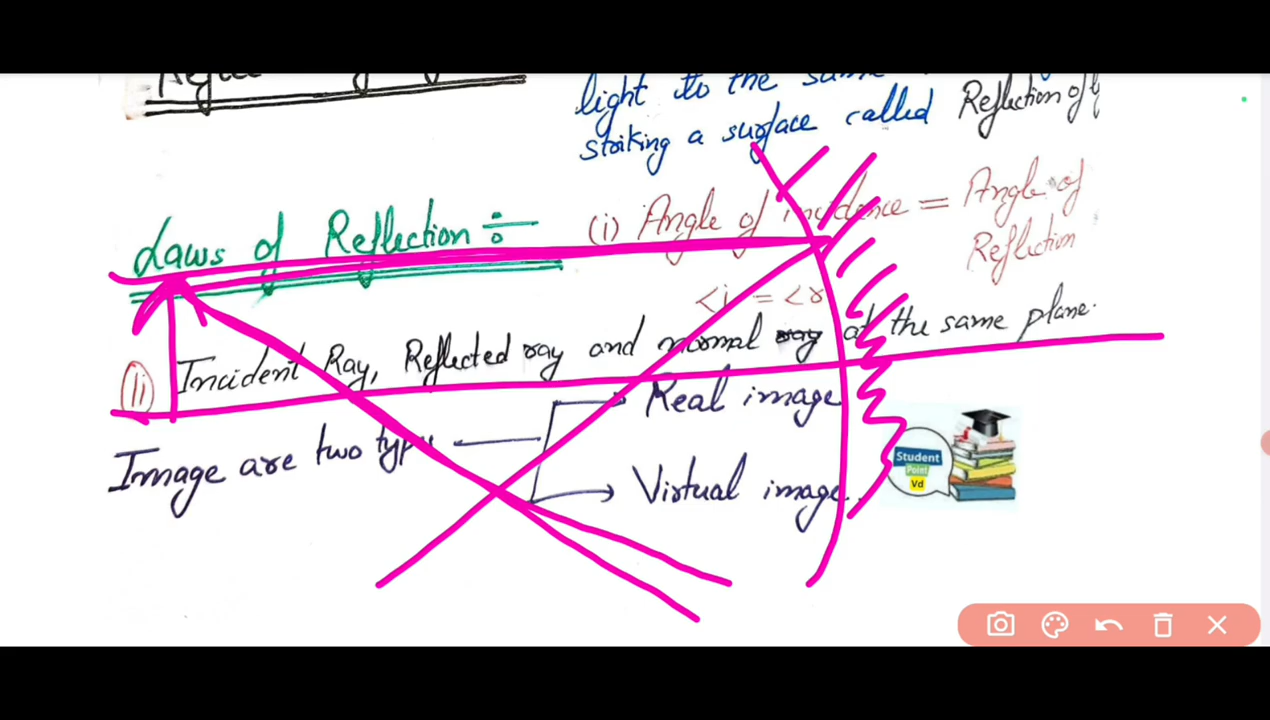 light to the same
striking a surface called Reflection of
Laws of Reflection ÷
(i) Angle of incidence = Angle of
Reflection
<i = <r
(ii) Incident Ray, Reflected ray and normal at the same plane.
Image are two type
Real image
Virtual image.
Student
Point
Vd